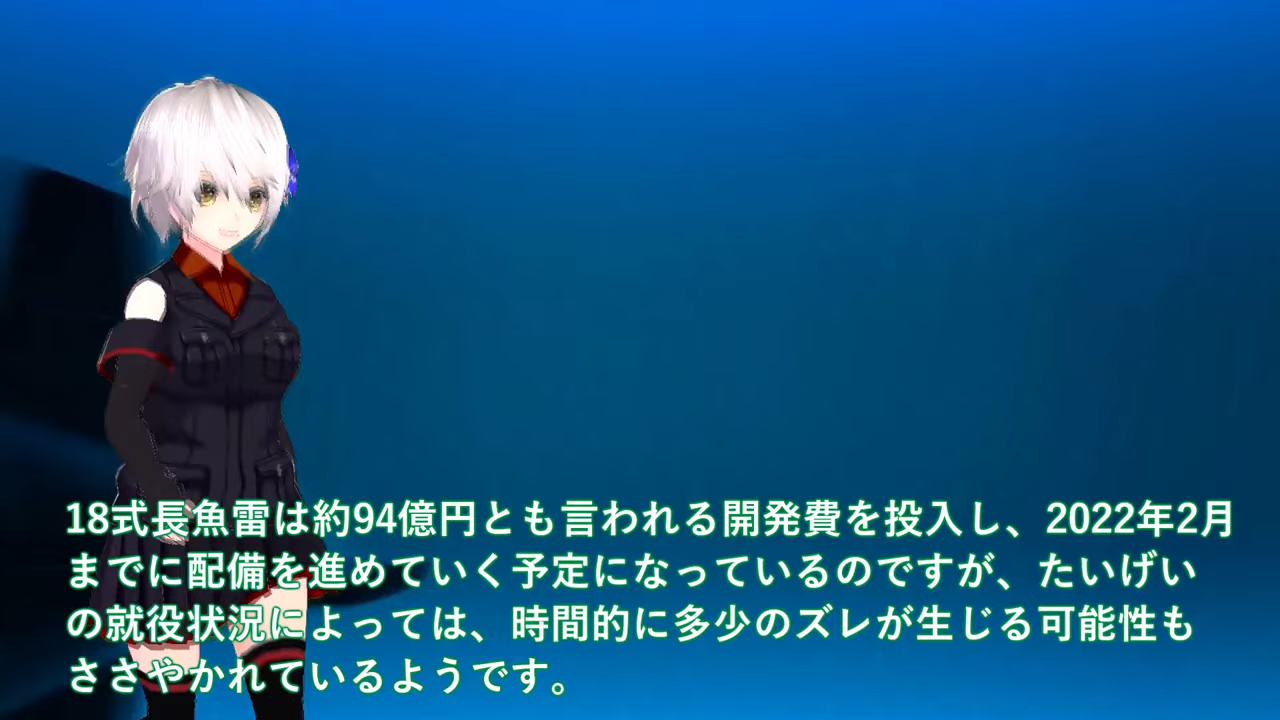 18式長魚雷は約94億円とも言われる開発費を投入し、2022年2月
までに配備を進めていく予定になっているのですが、たいげい
の就役状況によっては、時間的に多少のズレが生じる可能性も
ささやかれているようです。